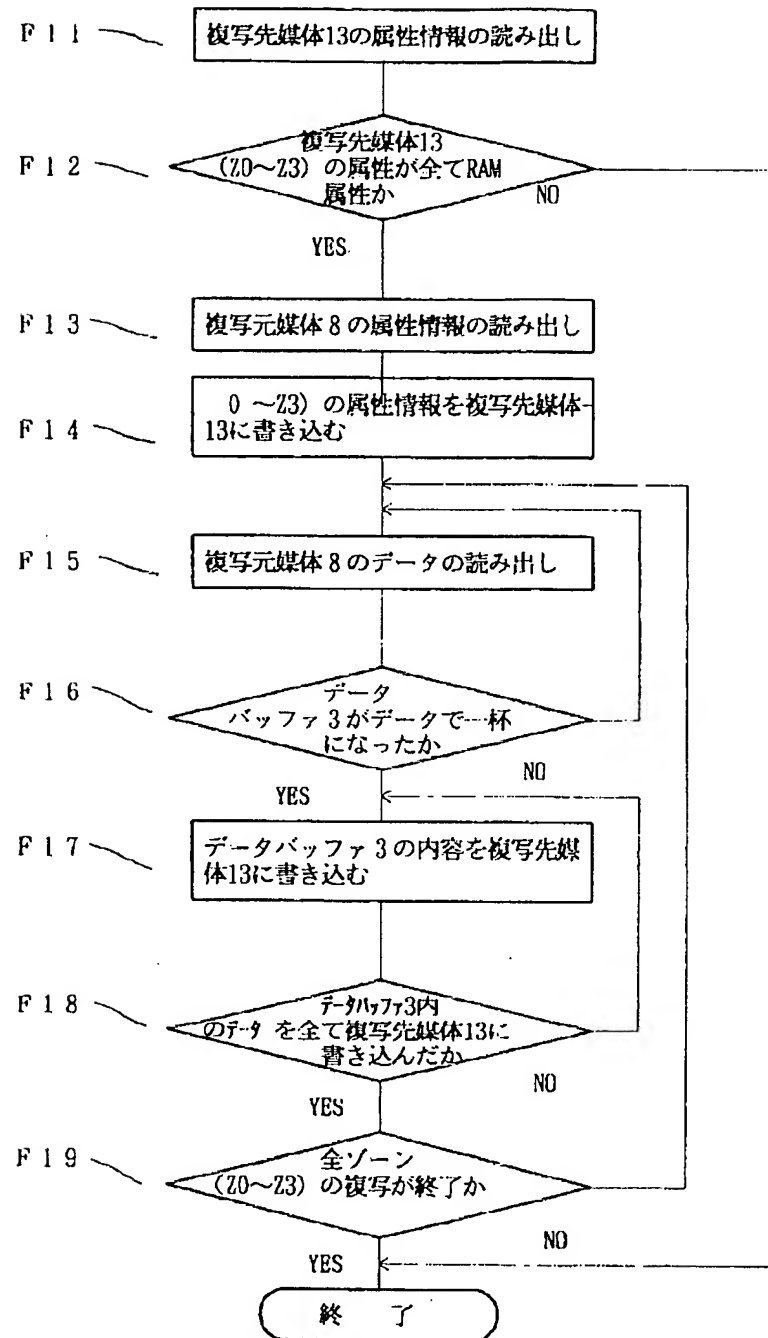 F11
複写先媒体13の属性情報の読み出し
F12
複写先媒体13
(Z0～Z3)の属性が全てRAM
属性か
NO
YES
F13
複写元媒体8の属性情報の読み出し
F14
0～Z3)の属性情報を複写先媒体
13に書き込む
F15
複写元媒体8のデータの読み出し
F16
データ
バッファ3がデータで一杯
になったか
NO
YES
F17
データバッファ3の内容を複写先媒
体13に書き込む
F18
データバッファ3内
のデータを全て複写先媒体13に
書き込んだか
NO
YES
F19
全ゾーン
(Z0～Z3)の複写が終了か
NO
YES
終了